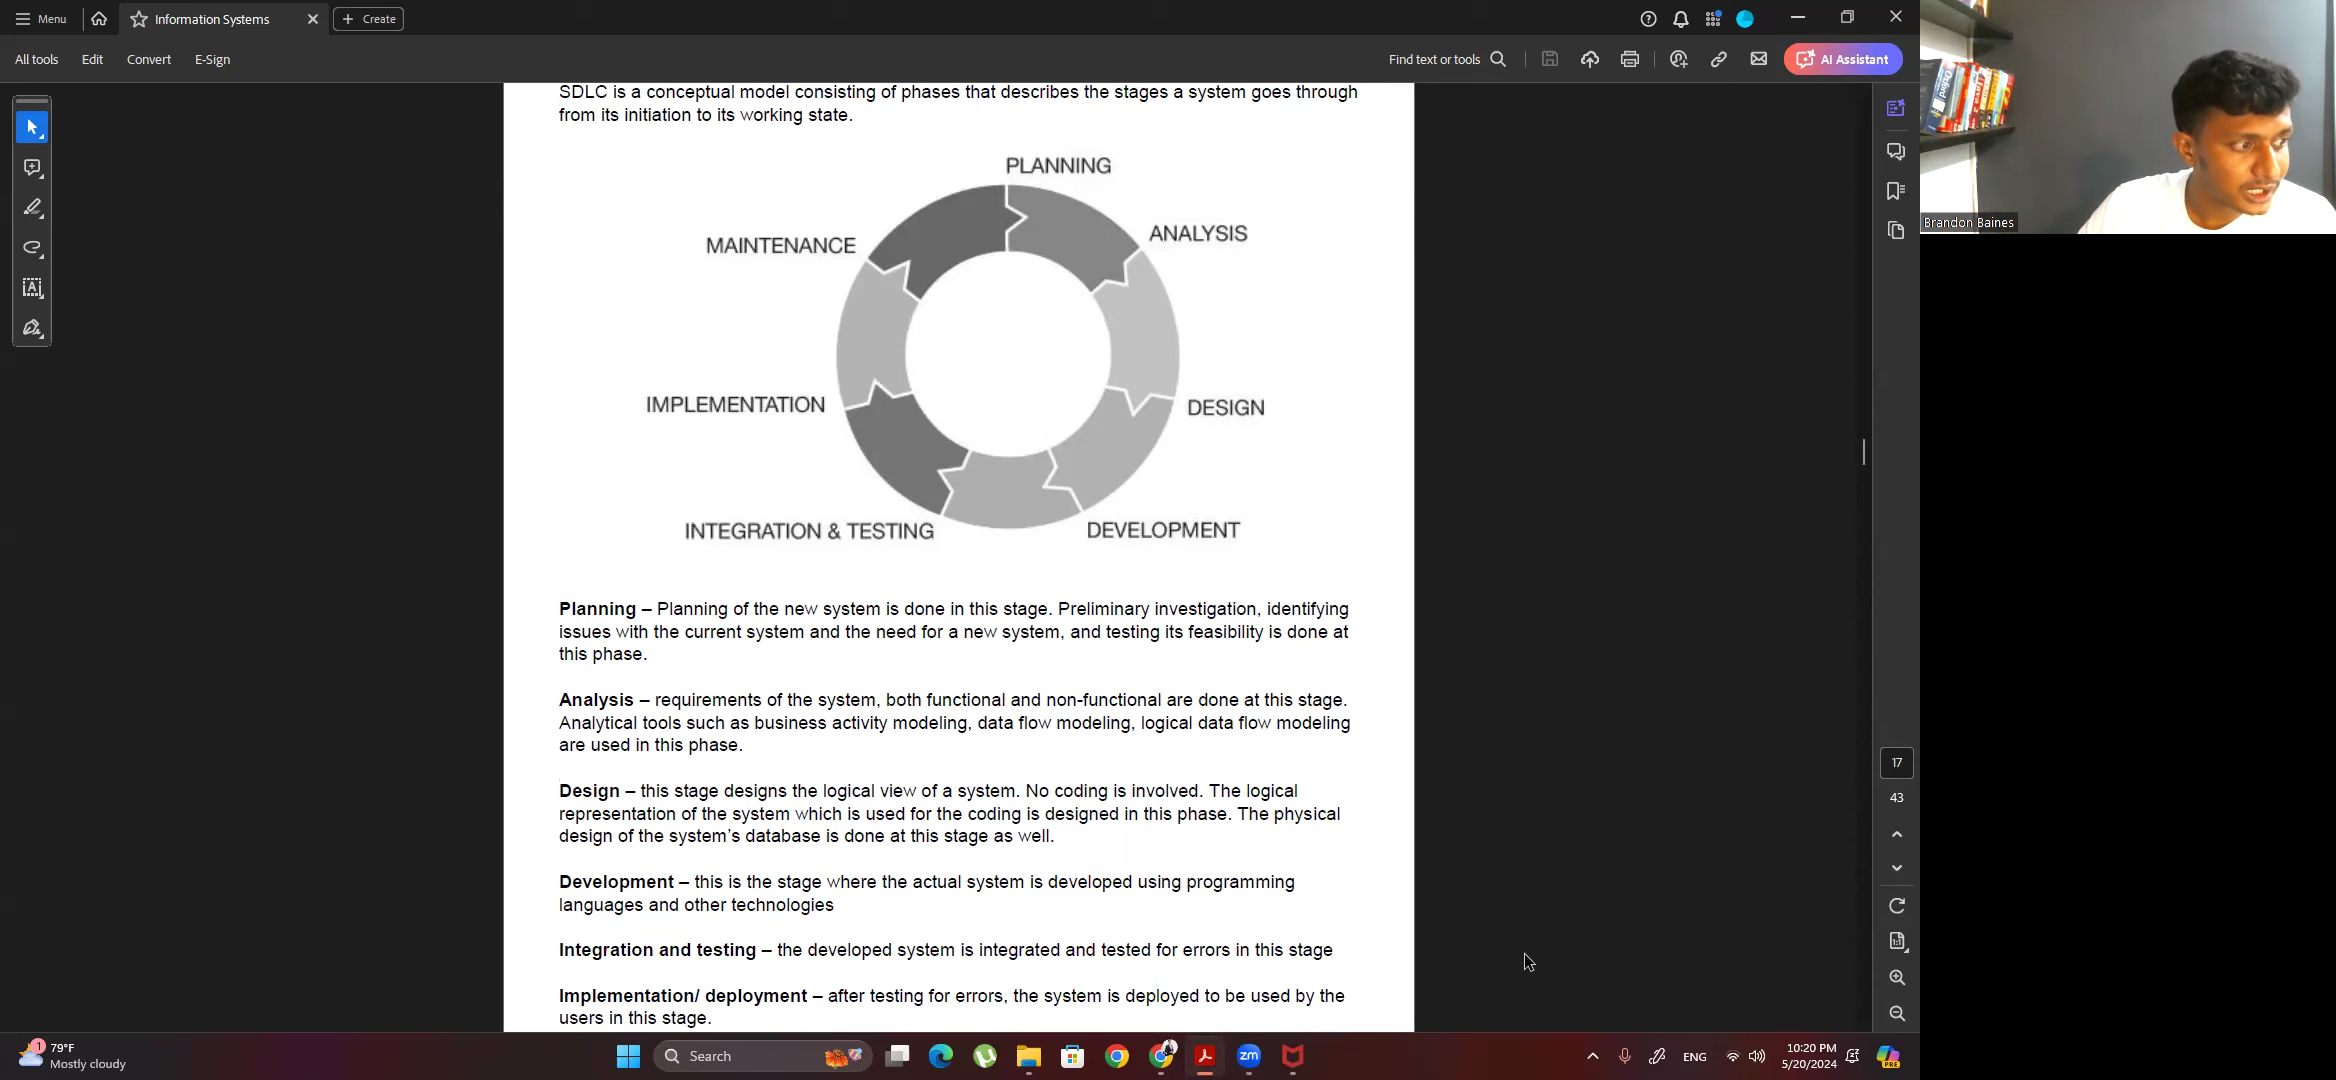 Menu
Information Systems
Create
All tools
Edit
Convert
E-Sign
Find text or tools
AI Assistant
Brandon Baines
SDLC is a conceptual model consisting of phases that describes the stages a system goes through
from its initiation to its working state.
PLANNING
ANALYSIS
MAINTENANCE
IMPLEMENTATION
DESIGN
INTEGRATION & TESTING
DEVELOPMENT
Planning – Planning of the new system is done in this stage. Preliminary investigation, identifying
issues with the current system and the need for a new system, and testing its feasibility is done at
this phase.
Analysis – requirements of the system, both functional and non-functional are done at this stage.
Analytical tools such as business activity modeling, data flow modeling, logical data flow modeling
are used in this phase.
Design – this stage designs the logical view of a system. No coding is involved. The logical
representation of the system which is used for the coding is designed in this phase. The physical
design of the system’s database is done at this stage as well.
Development – this is the stage where the actual system is developed using programming
languages and other technologies
Integration and testing – the developed system is integrated and tested for errors in this stage
Implementation/ deployment – after testing for errors, the system is deployed to be used by the
users in this stage.
17
43
1
79°F
Mostly cloudy
Search
zm
ENG
10:20 PM
5/20/2024
PRE